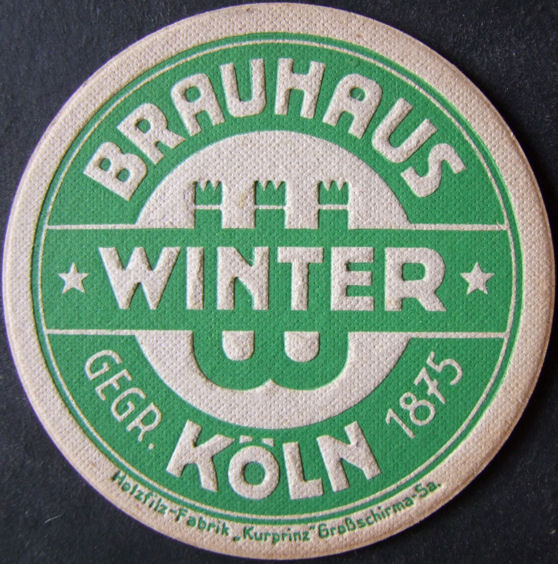 BRAUHAUS
WINTER
GEGR. 1875
KÖLN
Holzfilz-Fabrik „Kurprinz" Großschirma-Sa.